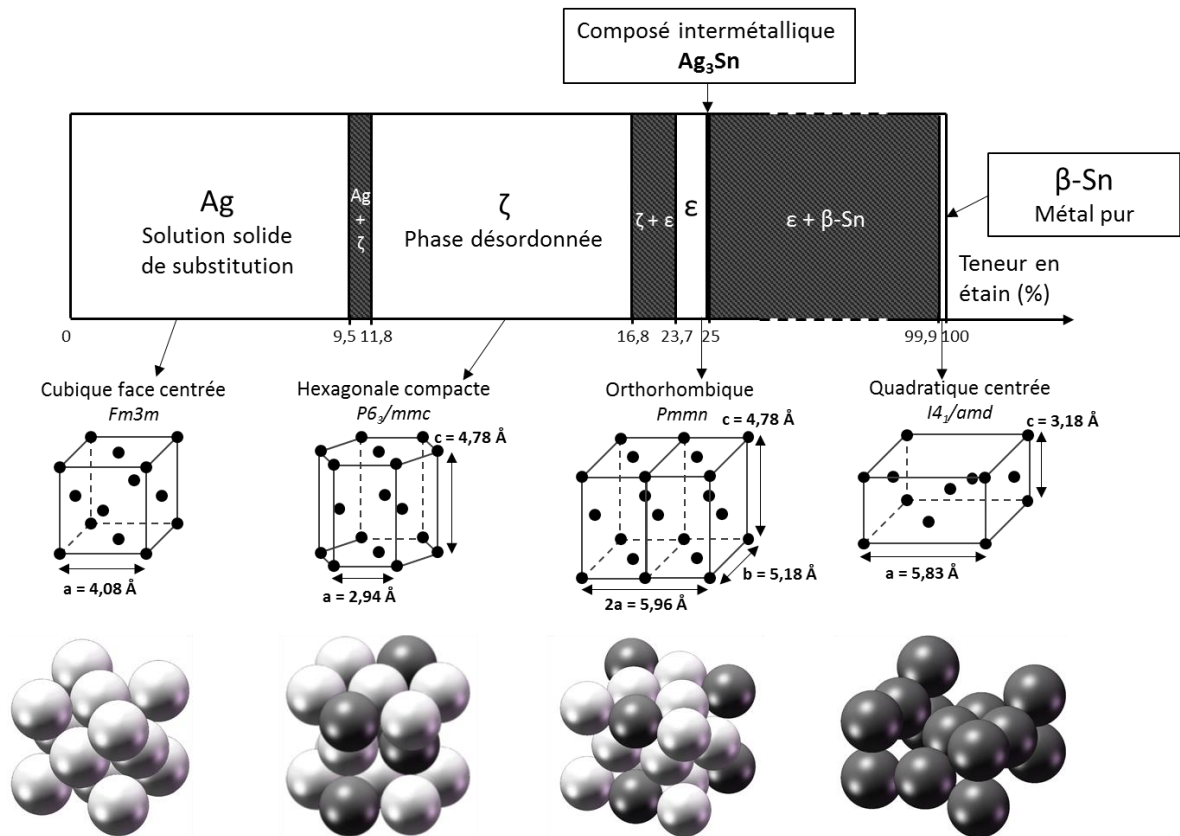 Composé intermétallique
Ag₃Sn
Ag
Solution solide
de substitution
Ag
+
ζ
ζ
Phase désordonnée
ζ + ε
ε
ε + β-Sn
β-Sn
Métal pur
Teneur en
étain (%)
0
9,5
11,8
16,8
23,7
25
99,9
100
Cubique face centrée
Fm3m
a = 4,08 Å
Hexagonale compacte
P6₃/mmc
c = 4,78 Å
a = 2,94 Å
Orthorhombique
Pmmn
c = 4,78 Å
b = 5,18 Å
2a = 5,96 Å
Quadratique centrée
I4₁/amd
c = 3,18 Å
a = 5,83 Å